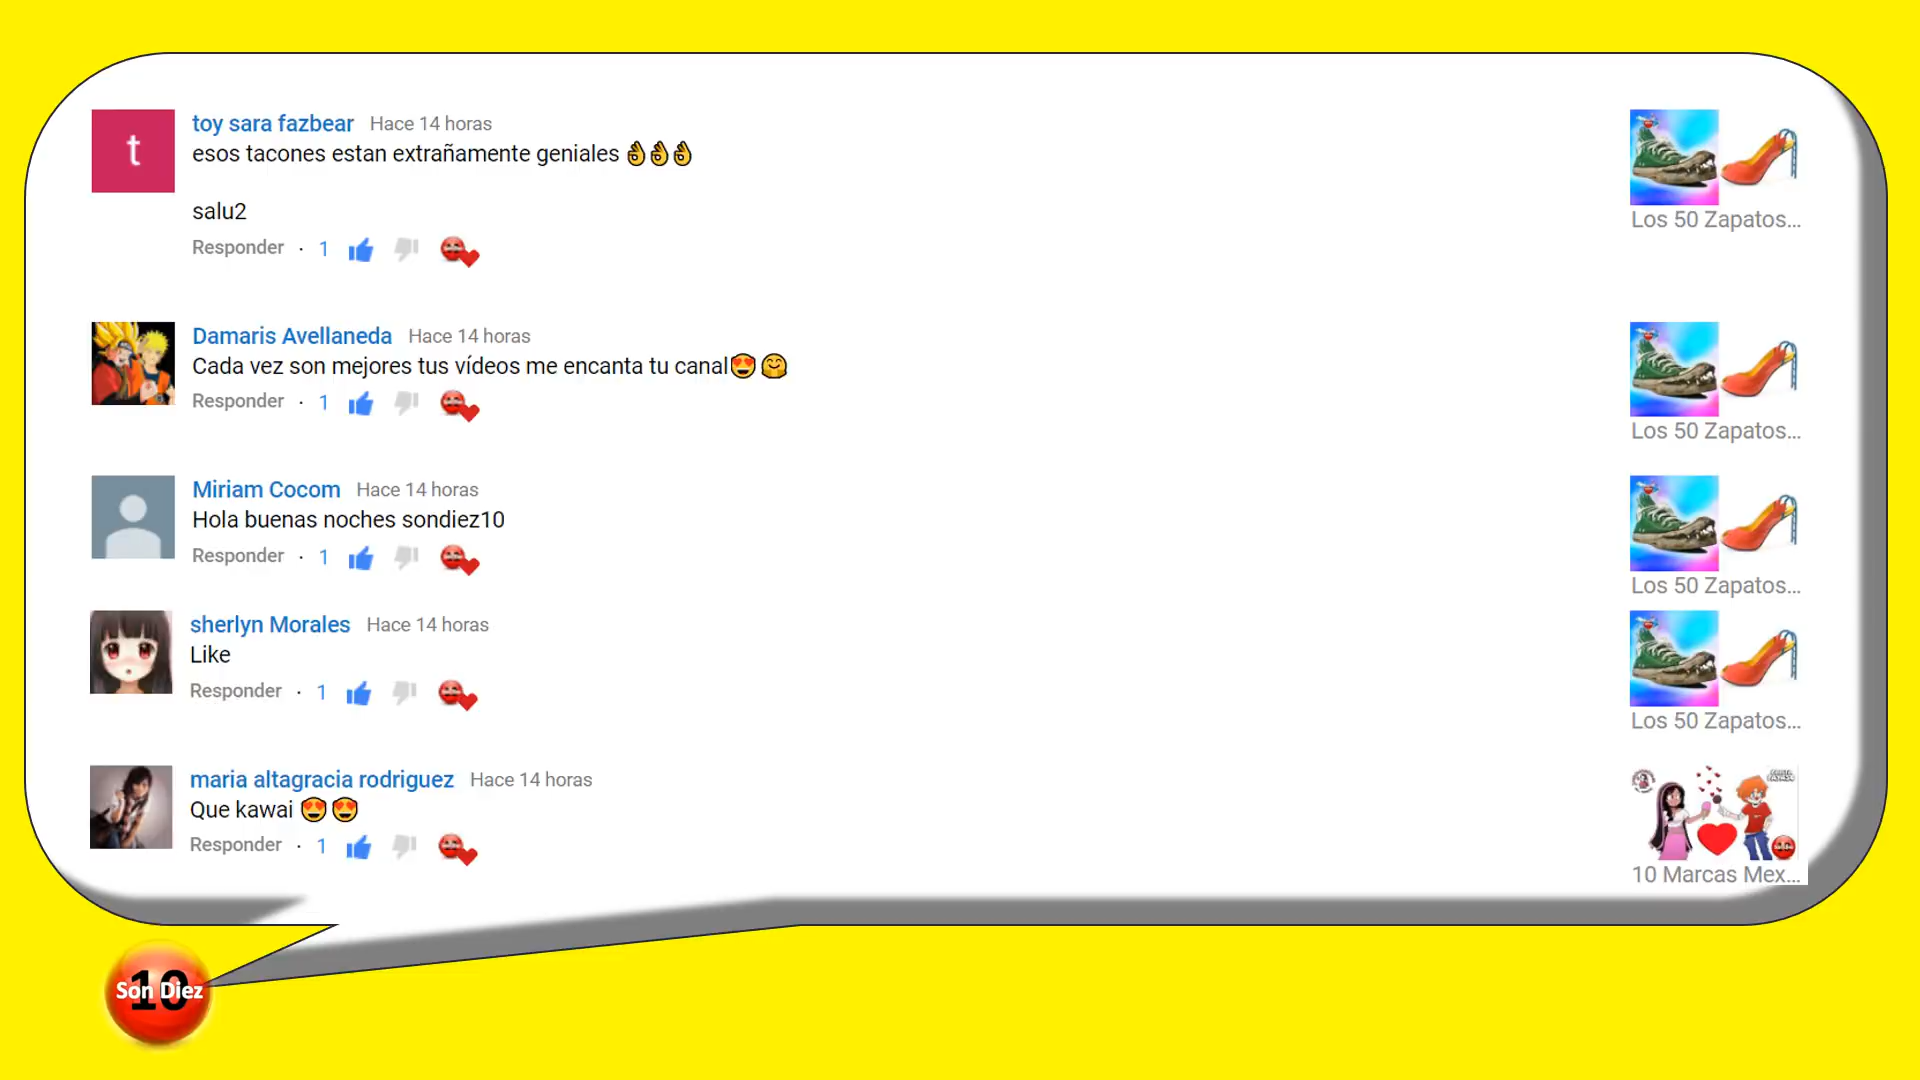 t
toy sara fazbear Hace 14 horas
esos tacones estan extrañamente geniales 👌👌👌
salu2
Responder · 1
Los 50 Zapatos...
Damaris Avellaneda Hace 14 horas
Cada vez son mejores tus vídeos me encanta tu canal😍🤗
Responder · 1
Los 50 Zapatos...
Miriam Cocom Hace 14 horas
Hola buenas noches sondiez10
Responder · 1
Los 50 Zapatos...
sherlyn Morales Hace 14 horas
Like
Responder · 1
Los 50 Zapatos...
maria altagracia rodriguez Hace 14 horas
Que kawai 😍😍
Responder · 1
10 Marcas Mex...
10
Son Diez